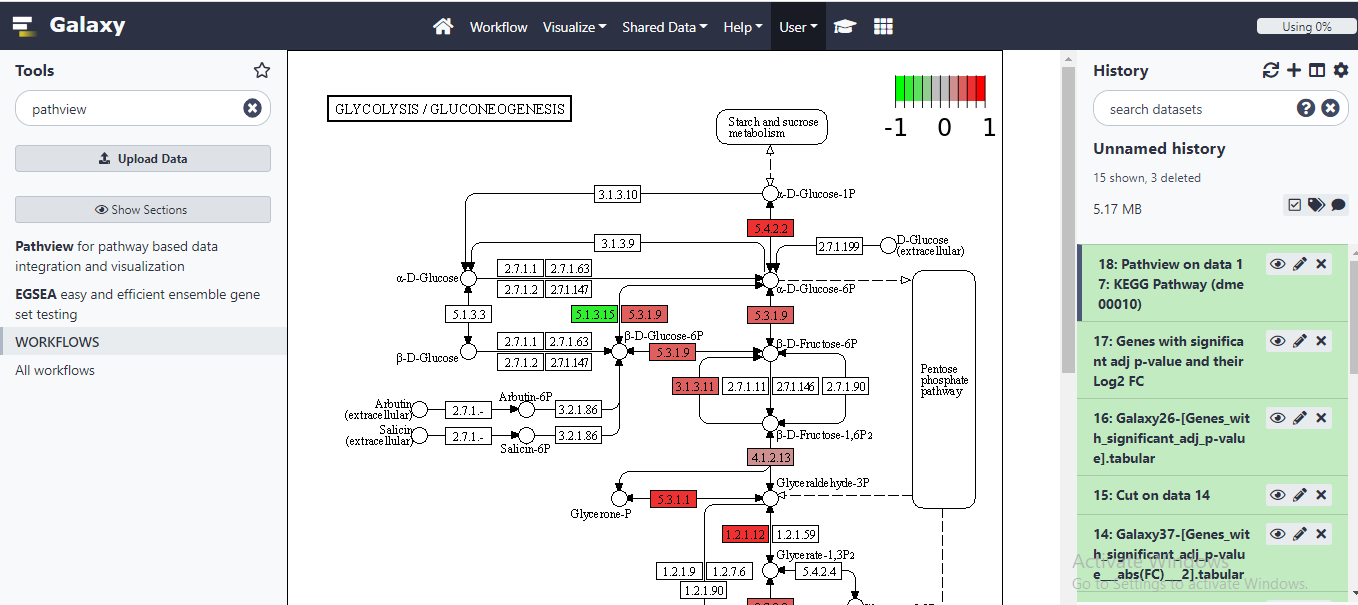 Galaxy
Workflow
Visualize
Shared Data
Help
User
Using 0%
Tools
pathview
Upload Data
Show Sections
Pathview for pathway based data
integration and visualization
EGSEA easy and efficient ensemble gene
set testing
WORKFLOWS
All workflows
GLYCOLYSIS / GLUCONEOGENESIS
-1 0 1
Starch and sucrose
metabolism
3.1.3.10
α-D-Glucose-1P
5.4.2.2
3.1.3.9
2.7.1.199
D-Glucose
(extracellular)
α-D-Glucose
2.7.1.1 2.7.1.63
2.7.1.2 2.7.1.147
α-D-Glucose-6P
5.1.3.3
5.1.3.15 5.3.1.9
5.3.1.9
β-D-Glucose-6P
β-D-Fructose-6P
2.7.1.1 2.7.1.63
5.3.1.9
β-D-Glucose
2.7.1.2 2.7.1.147
Pentose
phosphate
pathway
3.1.3.11 2.7.1.11 2.7.1.146 2.7.1.90
Arbutin
(extracellular)
2.7.1.-
Arbutin-6P
3.2.1.86
Salicin
(extracellular)
2.7.1.-
Salicin-6P
3.2.1.86
β-D-Fructose-1,6P2
4.1.2.13
Glyceraldehyde-3P
5.3.1.1
Glycerone-P
1.2.1.12 1.2.1.59
Glycerate-1,3P2
1.2.1.9 1.2.7.6
5.4.2.4
1.2.1.90
History
search datasets
Unnamed history
15 shown, 3 deleted
5.17 MB
18: Pathview on data 1
7: KEGG Pathway (dme
00010)
17: Genes with significa
nt adj p-value and their
Log2 FC
16: Galaxy26-[Genes_wit
h_significant_adj_p-valu
e].tabular
15: Cut on data 14
14: Galaxy37-[Genes_wit
h_significant_adj_p-valu
e__abs(FC)__2].tabular
Activate Windows
Go to Settings to activate Windows.